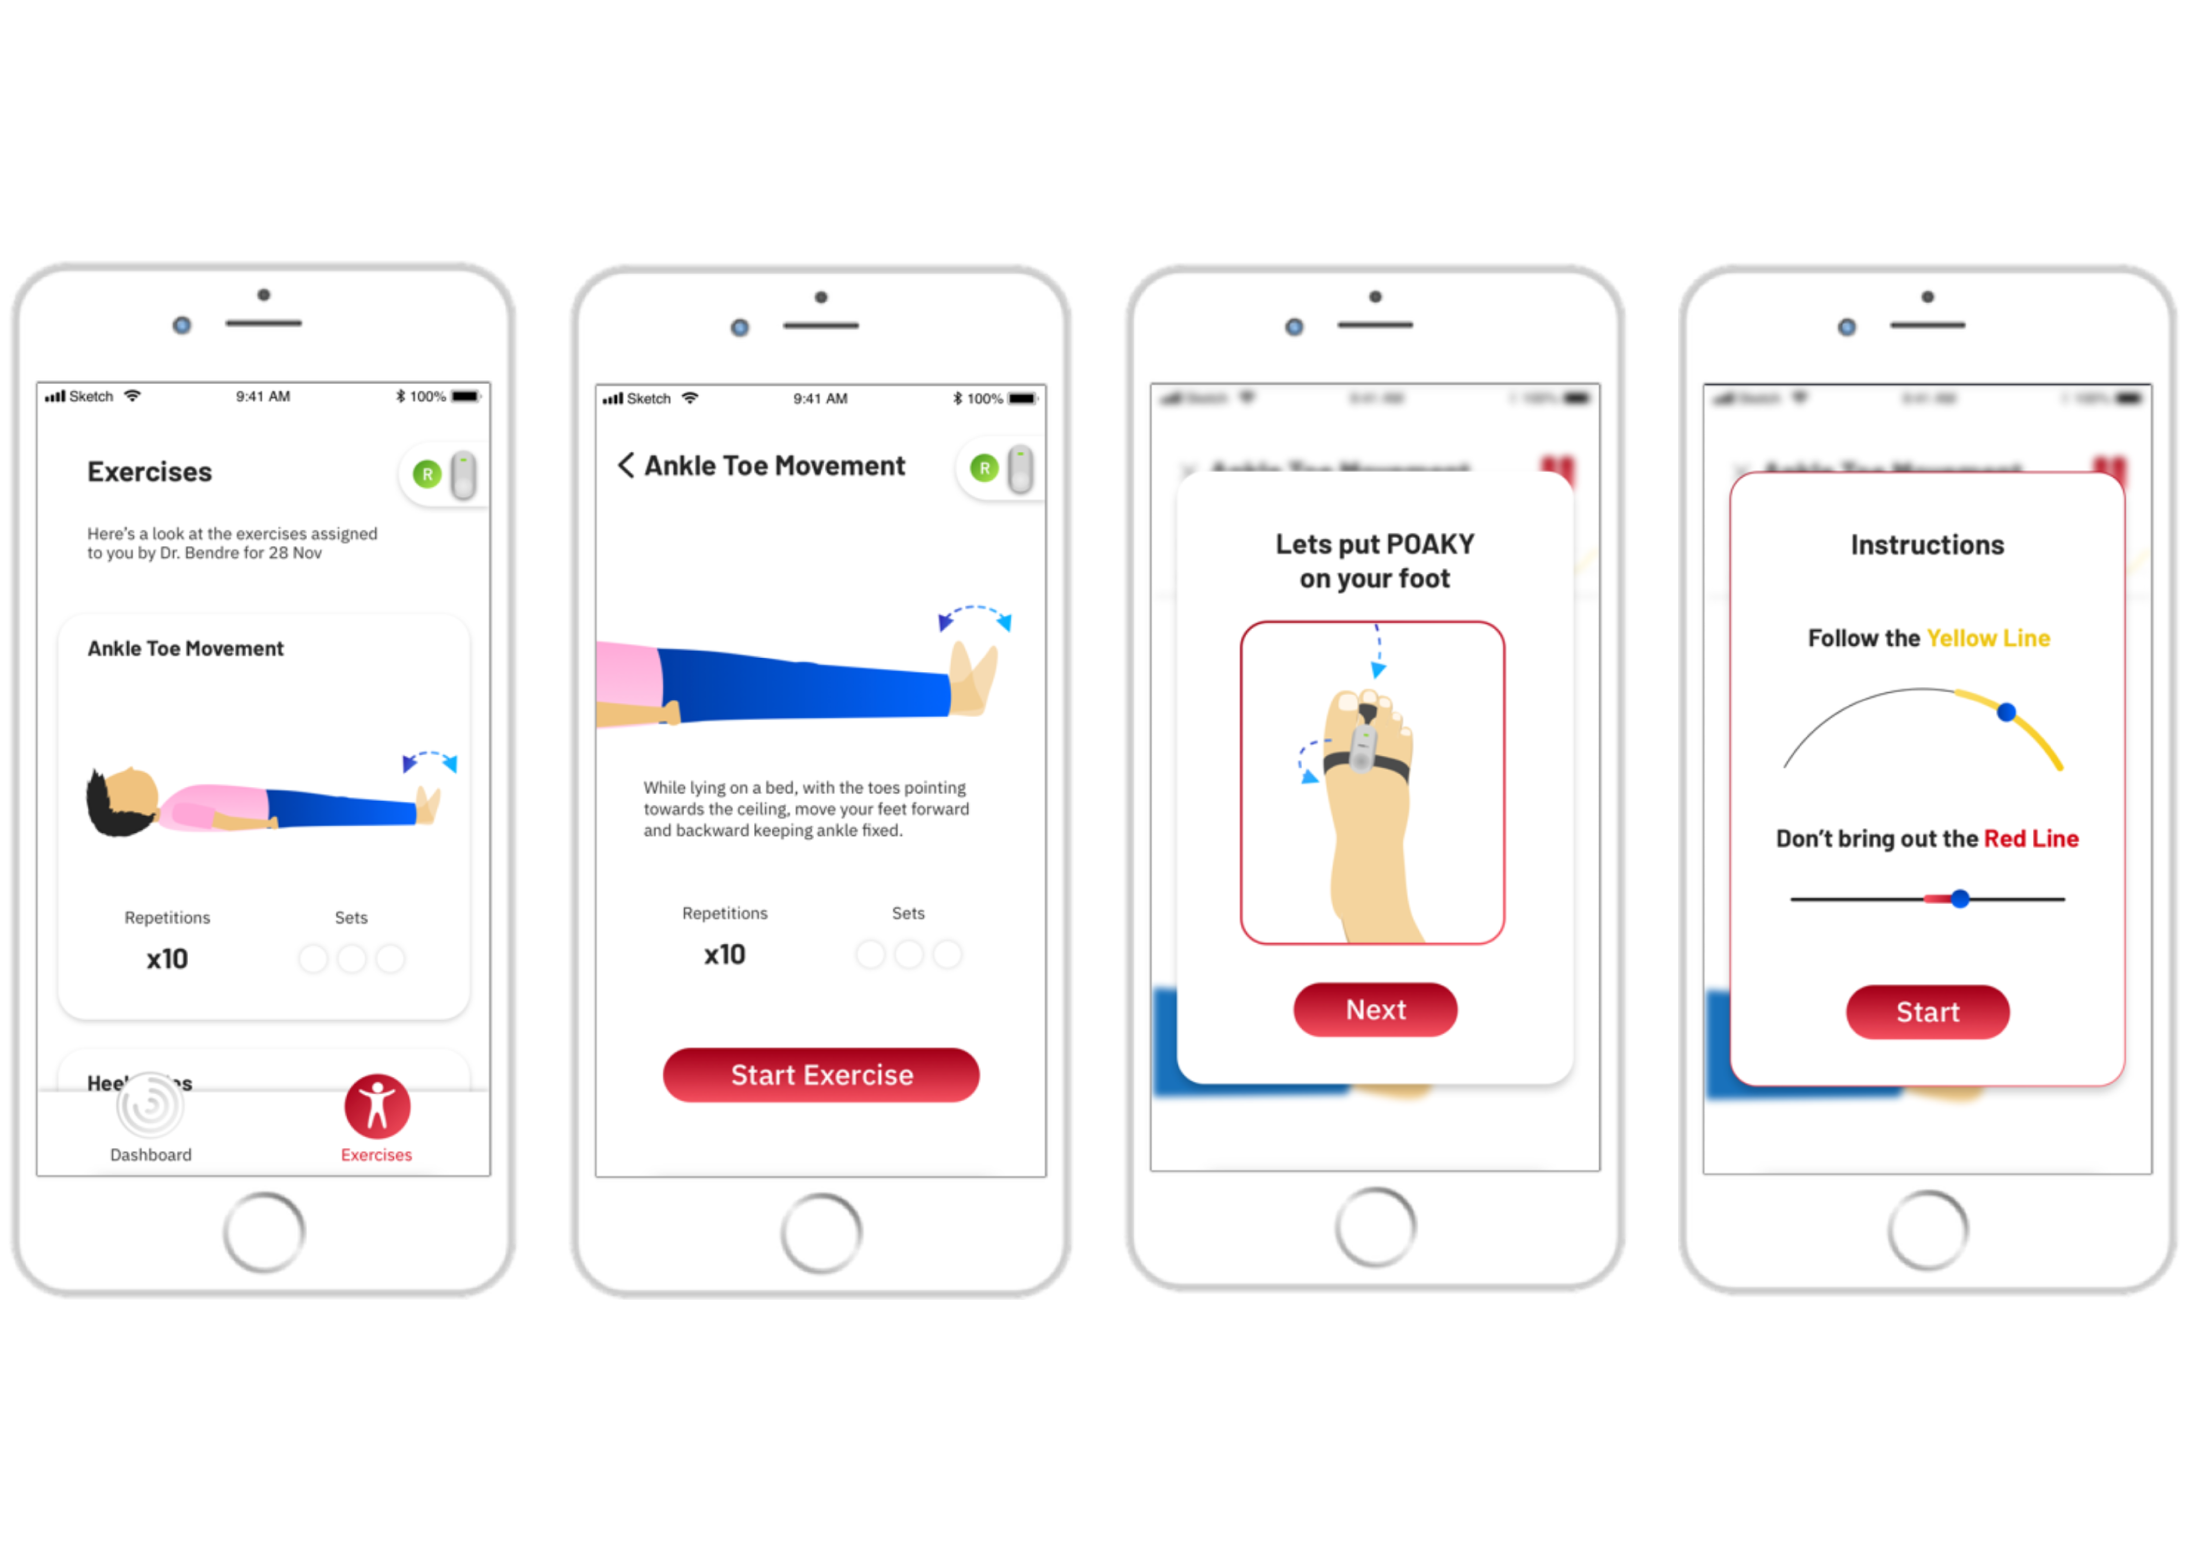 Sketch 9:41 AM 100%
Exercises
R
Here's a look at the exercises assigned
to you by Dr. Bendre for 28 Nov
Ankle Toe Movement
Repetitions Sets
x10
Dashboard Exercises
Sketch 9:41 AM 100%
Ankle Toe Movement
R
While lying on a bed, with the toes pointing
towards the ceiling, move your feet forward
and backward keeping ankle fixed.
Repetitions Sets
x10
Start Exercise
Lets put POAKY
on your foot
Next
Instructions
Follow the Yellow Line
Don't bring out the Red Line
Start